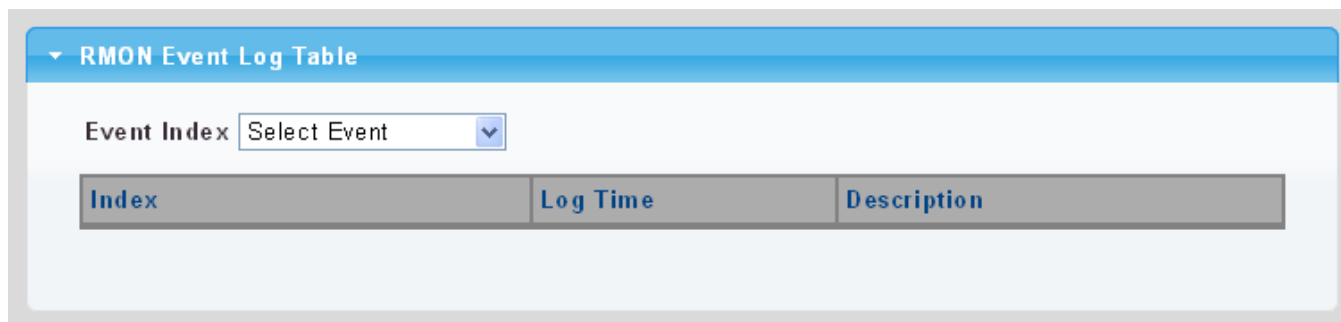 RMON Event Log Table
Event Index Select Event
Index Log Time Description